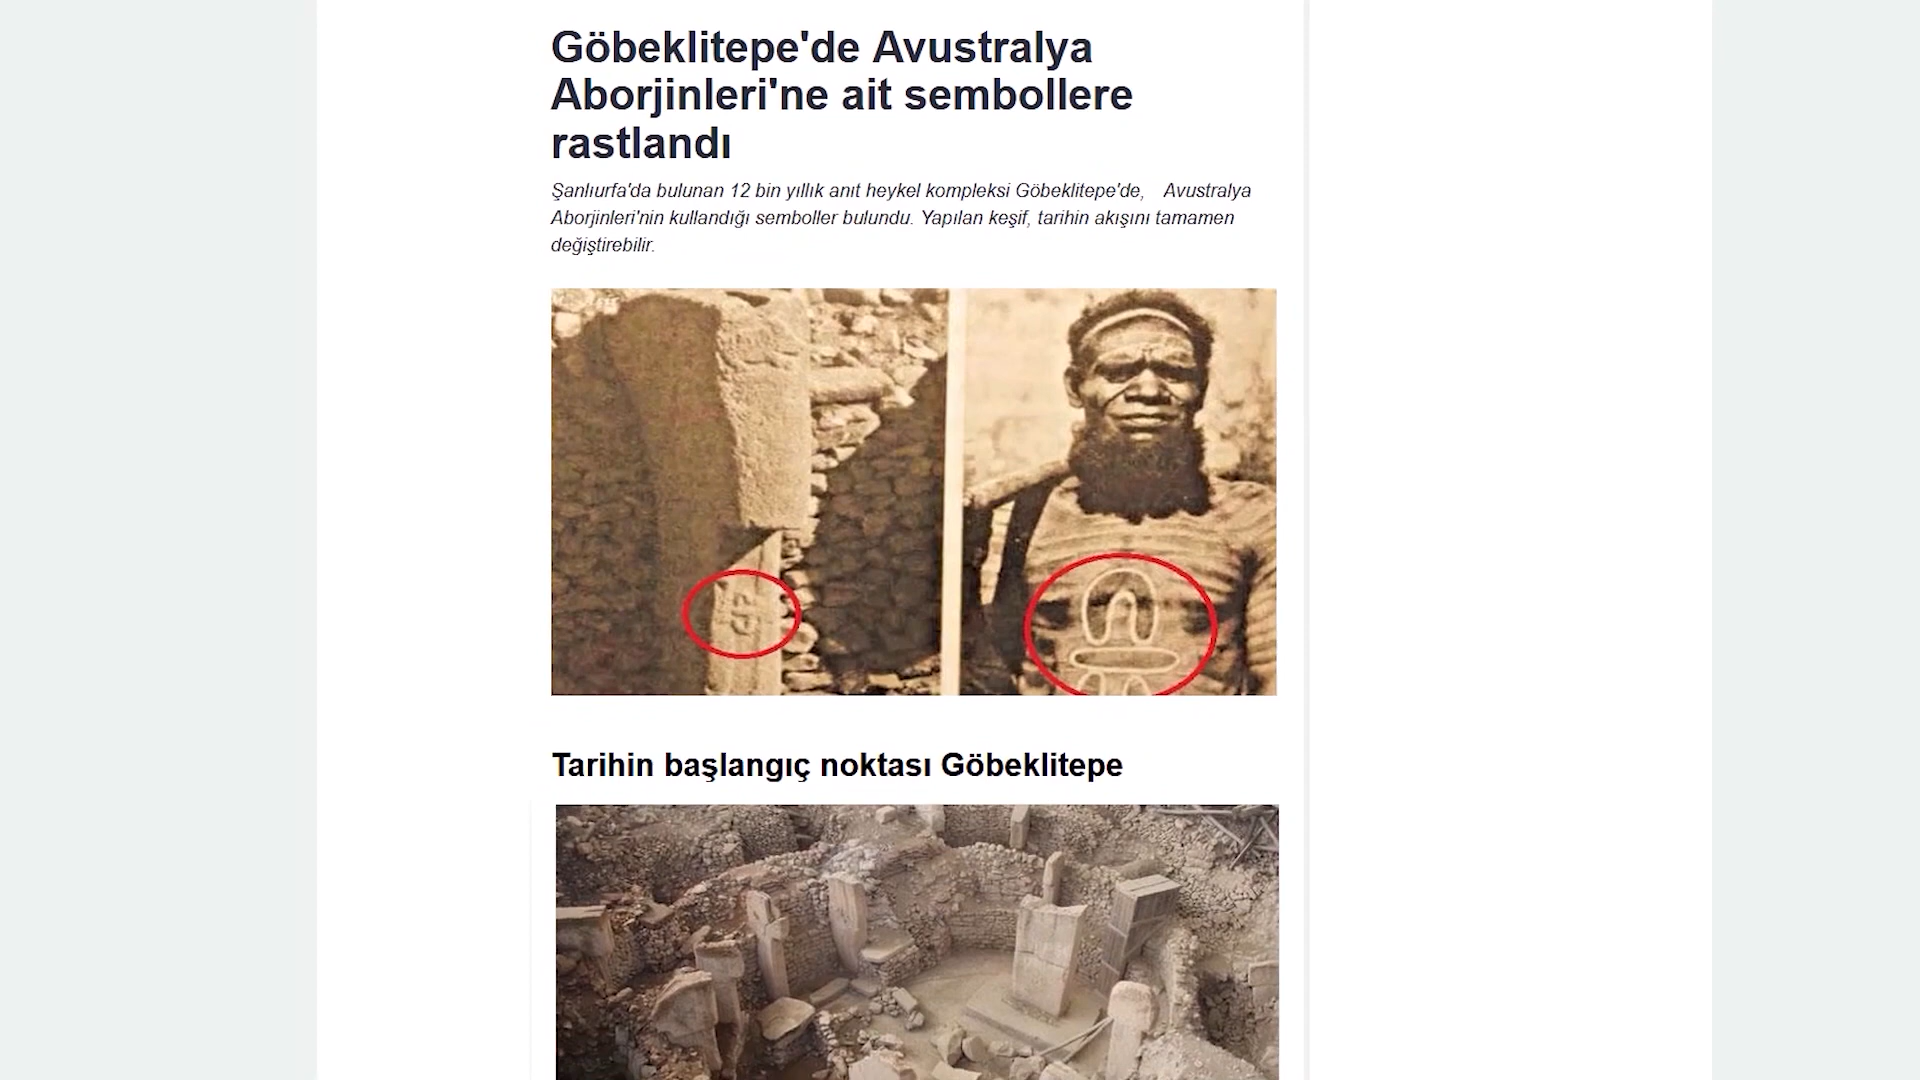 Göbeklitepe'de Avustralya
Aborjinleri'ne ait sembollere
rastlandı
Şanlıurfa'da bulunan 12 bin yıllık anıt heykel kompleksi Göbeklitepe'de, Avustralya
Aborjinleri'nin kullandığı semboller bulundu. Yapılan keşif, tarihin akışını tamamen
değiştirebilir.
Tarihin başlangıç noktası Göbeklitepe